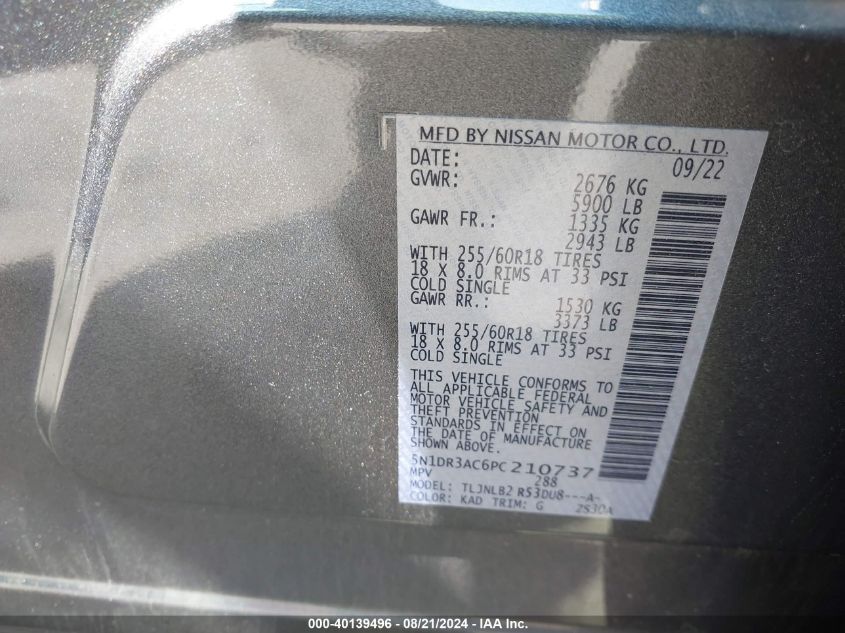 MFD BY NISSAN MOTOR CO., LTD.
DATE: 09/22
GVWR: 2676 KG
5900 LB
GAWR FR.: 1335 KG
2943 LB
WITH 255/60R18 TIRES
18 X 8.0 RIMS AT 33 PSI
COLD SINGLE
GAWR RR.: 1530 KG
3373 LB
WITH 255/60R18 TIRES
18 X 8.0 RIMS AT 33 PSI
COLD SINGLE
THIS VEHICLE CONFORMS TO
ALL APPLICABLE FEDERAL
MOTOR VEHICLE SAFETY AND
THEFT PREVENTION
STANDARDS IN EFFECT ON
THE DATE OF MANUFACTURE
SHOWN ABOVE.
5N1DR3AC6PC210737
MPV 288
MODEL: TLJNLB2 R53DU8---A-
COLOR: KAD TRIM: G 2S30A
000-40139496 - 08/21/2024 - IAA Inc.